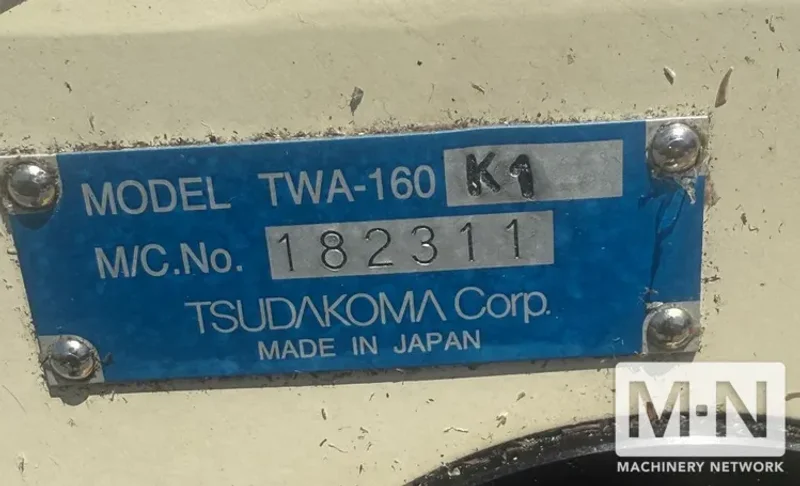 MODEL TWA-160 K1
M/C.No. 182311
TSUDAKOMA Corp.
MADE IN JAPAN
M·N
MACHINERY NETWORK